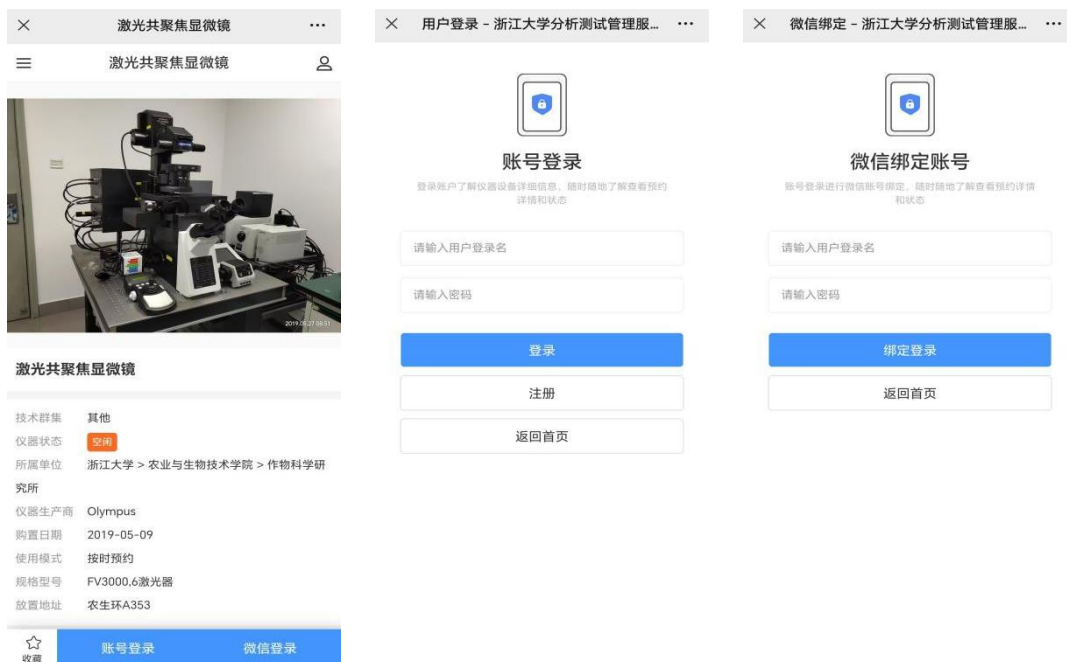 激光共聚焦显微镜
激光共聚焦显微镜
2019.05.27 08:51
激光共聚焦显微镜
技术群集 其他
仪器状态 空闲
所属单位 浙江大学 > 农业与生物技术学院 > 作物科学研
究所
仪器生产商 Olympus
购置日期 2019-05-09
使用模式 按时预约
规格型号 FV3000,6激光器
放置地址 农生环A353
收藏
账号登录
微信登录
用户登录 – 浙江大学分析测试管理服...
账号登录
登录账户了解仪器设备详细信息，随时随地了解查看预约
详情和状态
请输入用户登录名
请输入密码
登录
注册
返回首页
微信绑定 – 浙江大学分析测试管理服...
微信绑定账号
账号登录进行微信账号绑定，随时随地了解查看预约详情
和状态
请输入用户登录名
请输入密码
绑定登录
返回首页